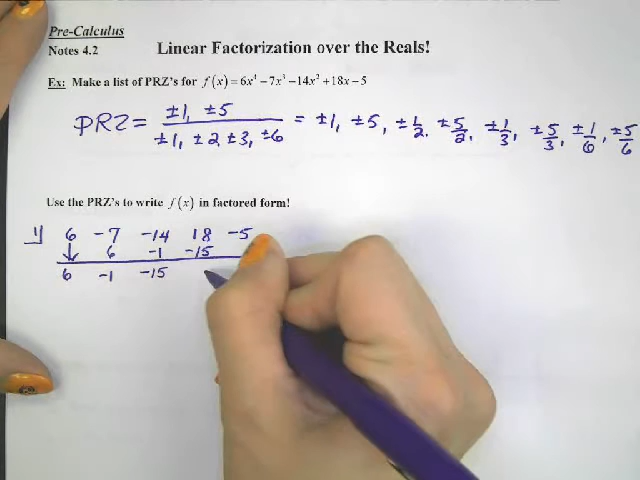 Pre-Calculus
Notes 4.2 Linear Factorization over the Reals!
Ex: Make a list of PRZ's for f(x) = 6x⁴ − 7x³ − 14x² + 18x − 5
PRZ = ±1, ±5 / ±1, ±2, ±3, ±6 = ±1, ±5, ±1/2, ±5/2, ±1/3, ±5/3, ±1/6, ±5/6
Use the PRZ's to write f(x) in factored form!
1| 6 -7 -14 18 -5
↓ 6 -1 -15
6 -1 -15